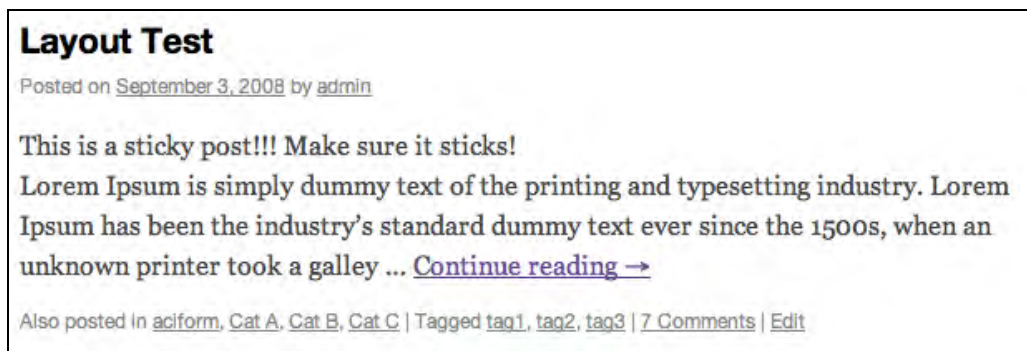 Layout Test
Posted on September 3, 2008 by admin
This is a sticky post!!! Make sure it sticks!
Lorem Ipsum is simply dummy text of the printing and typesetting industry. Lorem
Ipsum has been the industry’s standard dummy text ever since the 1500s, when an
unknown printer took a galley ... Continue reading →
Also posted in aciform, Cat A, Cat B, Cat C | Tagged tag1, tag2, tag3 | 7 Comments | Edit